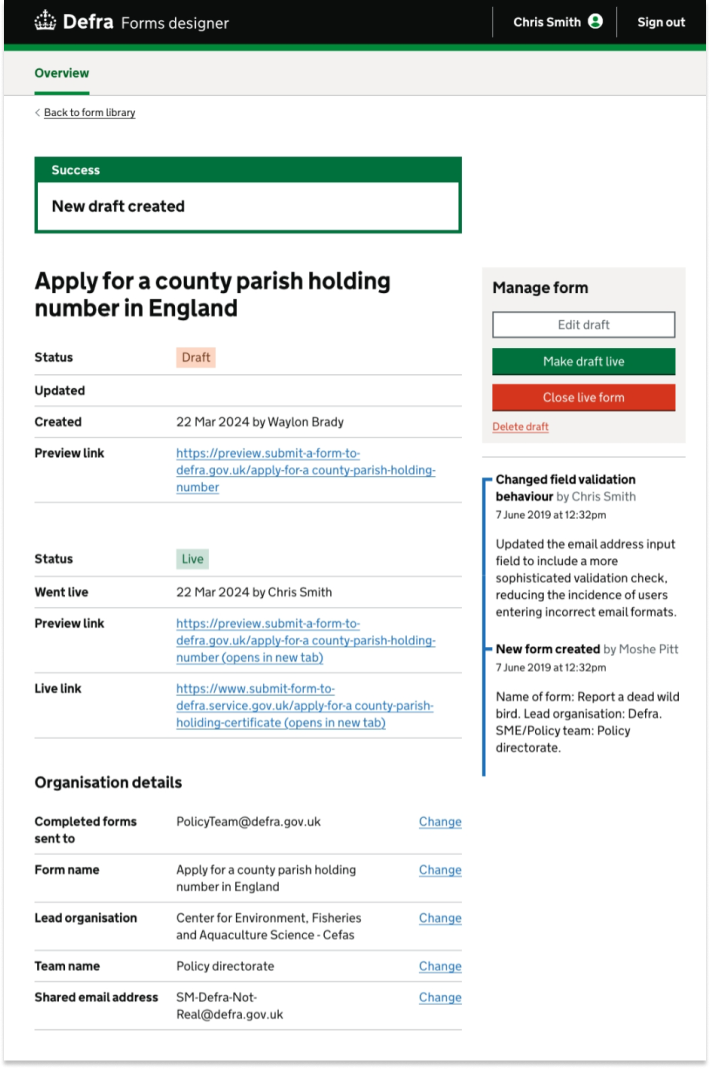 Defra Forms designer
Chris Smith
Sign out
Overview
Back to form library
Success
New draft created
Apply for a county parish holding
number in England
Status Draft
Updated
Created 22 Mar 2024 by Waylon Brady
Preview link https://preview.submit-a-form-to-
defra.gov.uk/apply-for-a county-parish-holding-
number
Status Live
Went live 22 Mar 2024 by Chris Smith
Preview link https://preview.submit-a-form-to-
defra.gov.uk/apply-for-a county-parish-holding-
number (opens in new tab)
Live link https://www.submit-form-to-
defra.service.gov.uk/apply-for-a county-parish-
holiding-certificate (opens in new tab)
Organisation details
Completed forms PolicyTeam@defra.gov.uk Change
sent to
Form name Apply for a county parish holding Change
number in England
Lead organisation Center for Environment, Fisheries Change
and Aquaculture Science - Cefas
Team name Policy directorate Change
Shared email address SM-Defra-Not- Change
Real@defra.gov.uk
Manage form
Edit draft
Make draft live
Close live form
Delete draft
Changed field validation
behaviour by Chris Smith
7 June 2019 at 12:32pm
Updated the email address input
field to include a more
sophisticated validation check,
reducing the incidence of users
entering incorrect email formats.
New form created by Moshe Pitt
7 June 2019 at 12:32pm
Name of form: Report a dead wild
bird. Lead organisation: Defra.
SME/Policy team: Policy
directorate.